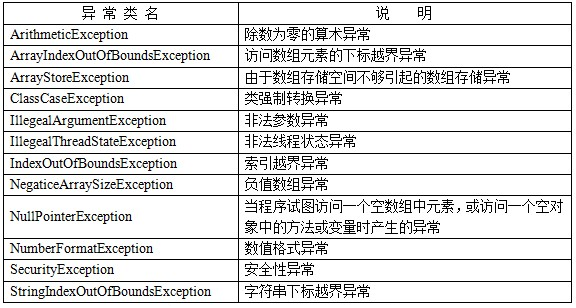 异 常 类 名 说 明
ArithmeticException 除数为零的算术异常
ArrayIndexOutOfBoundsException 访问数组元素的下标越界异常
ArrayStoreException 由于数组存储空间不够引起的数组存储异常
ClassCaseException 类强制转换异常
IllegealArgumentException 非法参数异常
IllegealThreadStateException 非法线程状态异常
IndexOutOfBoundsException 索引越界异常
NegaticeArraySizeException 负值数组异常
NullPointerException 当程序试图访问一个空数组中元素，或访问一个空对
象中的方法或变量时产生的异常
NumberFormatException 数值格式异常
SecurityException 安全性异常
StringIndexOutOfBoundsException 字符串下标越界异常